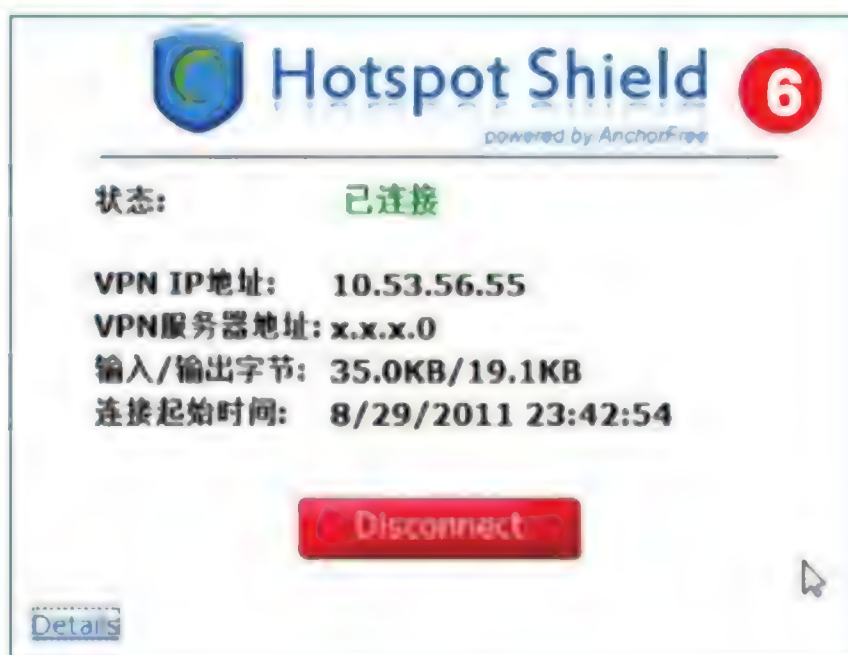 Hotspot Shield
6
powered by AnchorFree
状态: 已连接
VPN IP地址: 10.53.56.55
VPN服务器地址: x.x.x.0
输入/输出字节: 35.0KB/19.1KB
连接起始时间: 8/29/2011 23:42:54
Disconnect
Details